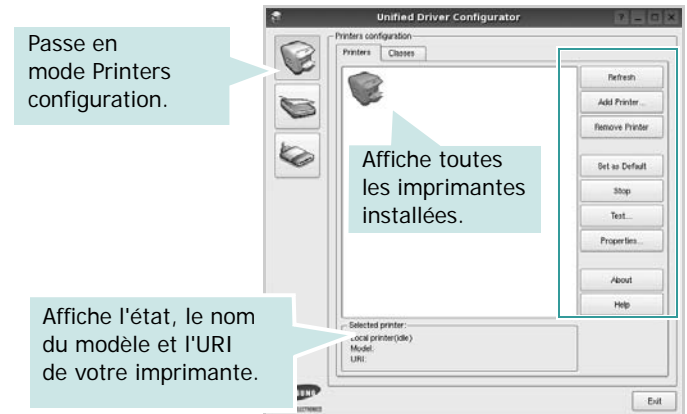 Unified Driver Configurator
Passe en
mode Printers
configuration.
Printers configuration
Printers
Classes
Refresh
Add Printer...
Remove Printer
Set as Default
Stop
Test...
Properties...
About
Help
Affiche toutes
les imprimantes
installées.
Affiche l'état, le nom
du modèle et l'URI
de votre imprimante.
Selected printer:
Local printer(idle)
Model:
URI:
Exit